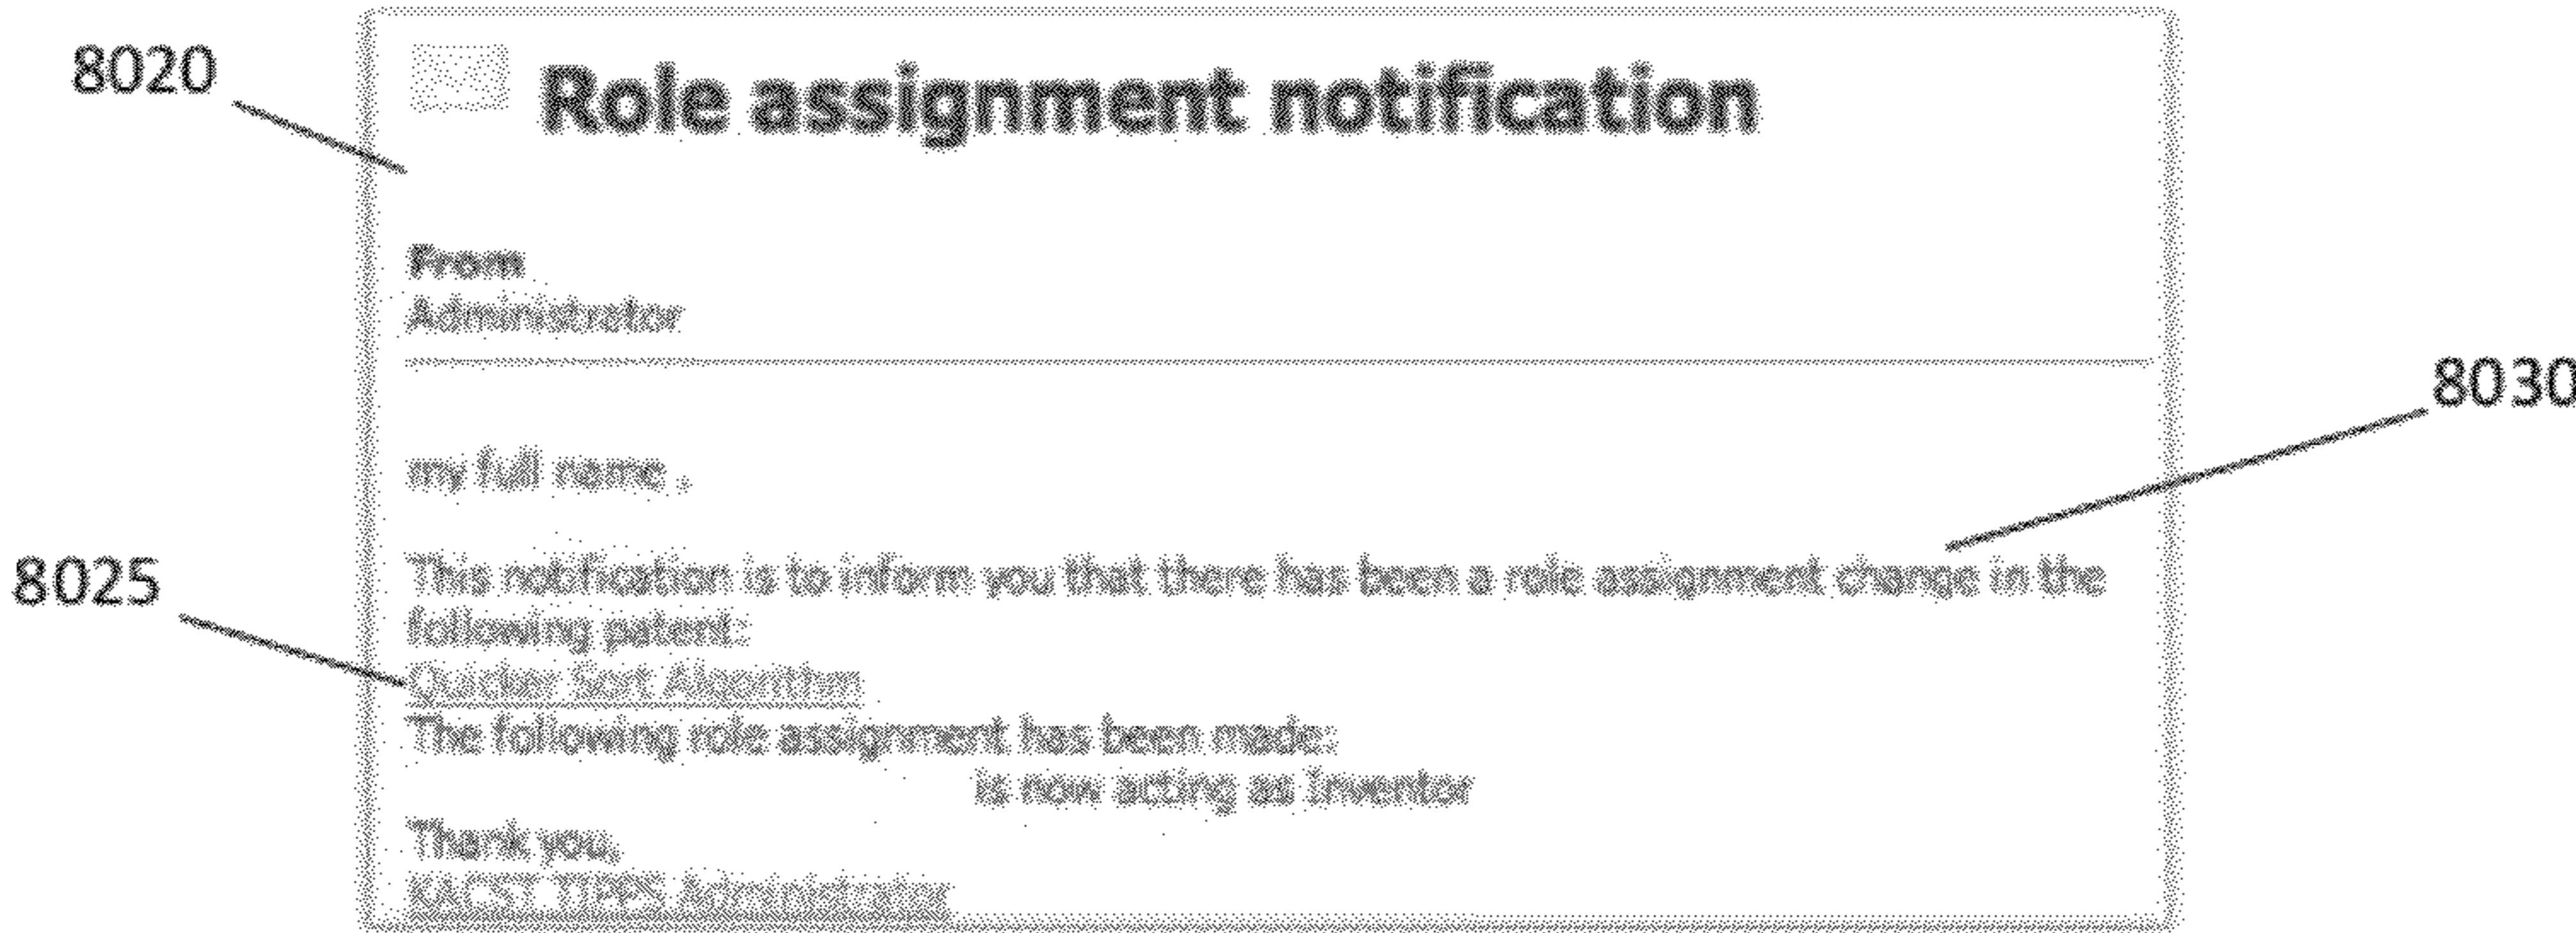 8020
Role assignment notification
From
Administrator
8030
my full name ,
This notification is to inform you that there has been a role assignment change in the
following patent:
8025
Quicker Sort Algorithm
The following role assignment has been made:
is now acting as Inventor
Thank you,
KACST TIPPS Administrator